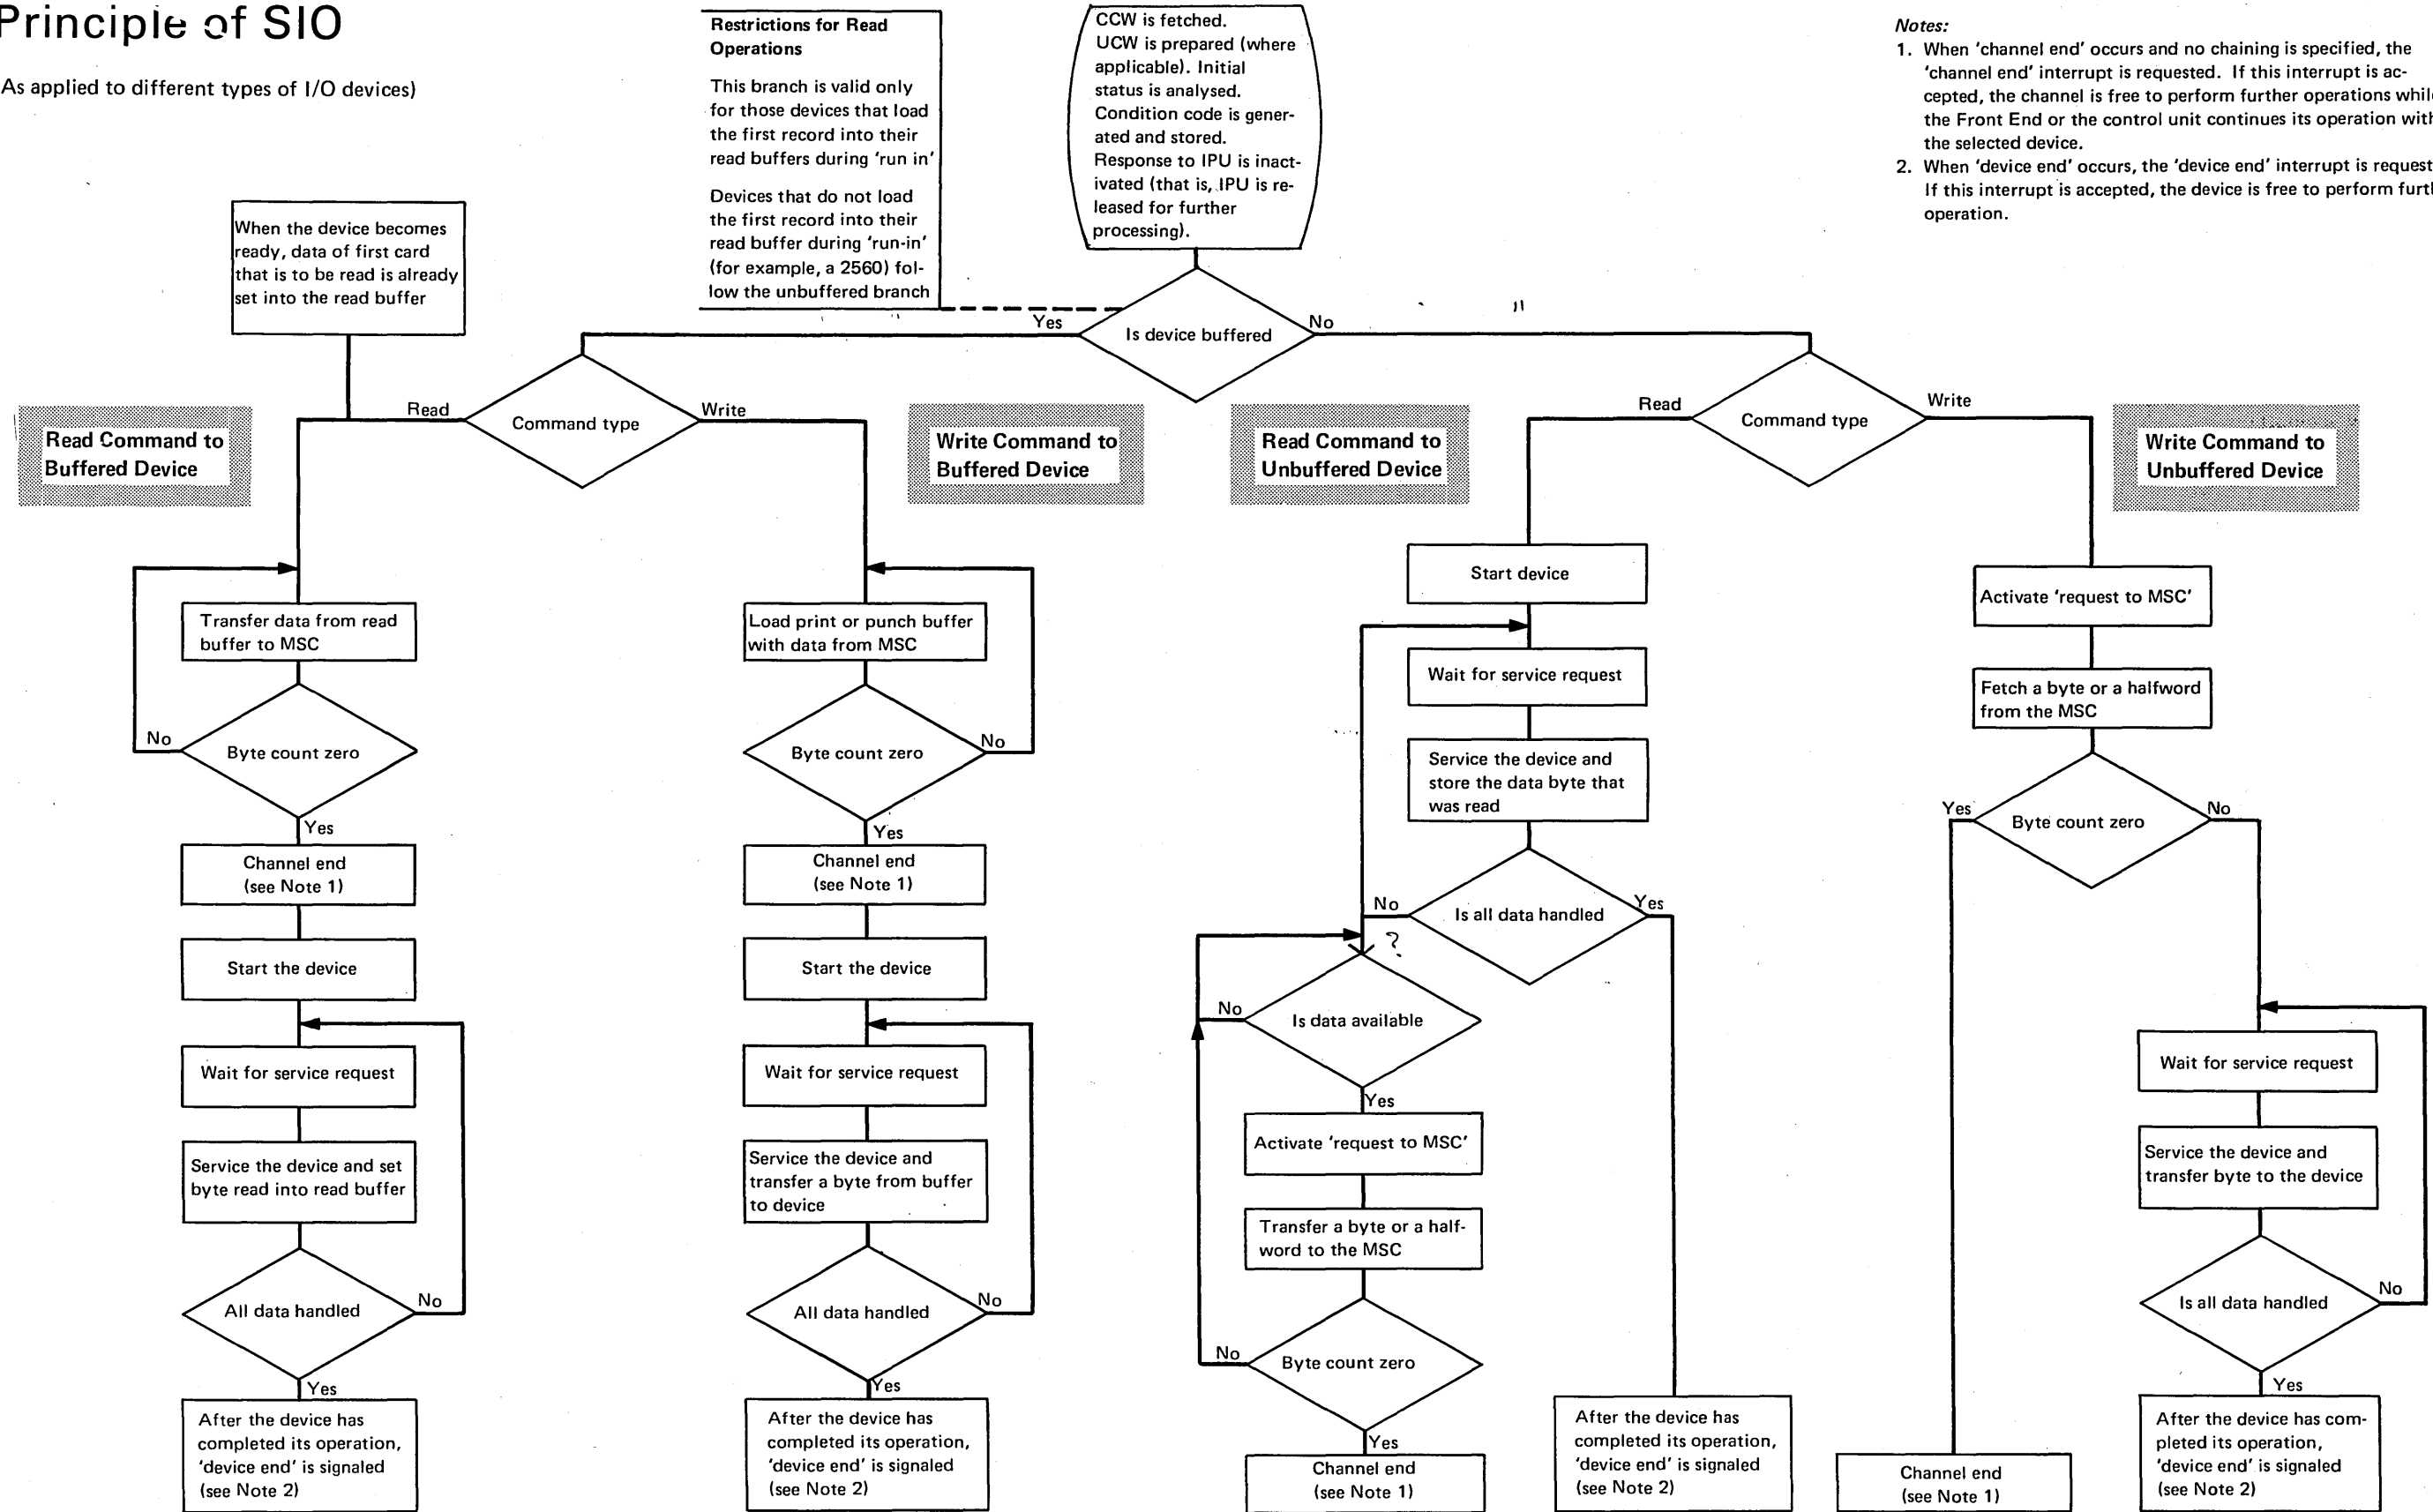 Principle of SIO
(As applied to different types of I/O devices)
Restrictions for Read
Operations
This branch is valid only
for those devices that load
the first record into their
read buffers during 'run in'
Devices that do not load
the first record into their
read buffer during 'run-in'
(for example, a 2560) fol-
low the unbuffered branch
CCW is fetched.
UCW is prepared (where
applicable). Initial
status is analysed.
Condition code is gener-
ated and stored.
Response to IPU is inact-
ivated (that is, IPU is re-
leased for further
processing).
Notes:
1. When 'channel end' occurs and no chaining is specified, the
'channel end' interrupt is requested. If this interrupt is ac-
cepted, the channel is free to perform further operations while
the Front End or the control unit continues its operation with
the selected device.
2. When 'device end' occurs, the 'device end' interrupt is request
If this interrupt is accepted, the device is free to perform furt
operation.
When the device becomes
ready, data of first card
that is to be read is already
set into the read buffer
Yes
Is device buffered
No
Read
Command type
Write
Read
Command type
Write
Read Command to
Buffered Device
Write Command to
Buffered Device
Read Command to
Unbuffered Device
Write Command to
Unbuffered Device
Transfer data from read
buffer to MSC
No
Byte count zero
Yes
Channel end
(see Note 1)
Start the device
Wait for service request
Service the device and set
byte read into read buffer
All data handled
No
Yes
After the device has
completed its operation,
'device end' is signaled
(see Note 2)
Load print or punch buffer
with data from MSC
Byte count zero
No
Yes
Channel end
(see Note 1)
Start the device
Wait for service request
Service the device and
transfer a byte from buffer
to device
All data handled
No
Yes
After the device has
completed its operation,
'device end' is signaled
(see Note 2)
Start device
Wait for service request
Service the device and
store the data byte that
was read
No
Is all data handled
Yes
?
No
Is data available
Yes
Activate 'request to MSC'
Transfer a byte or a half-
word to the MSC
No
Byte count zero
Yes
Channel end
(see Note 1)
After the device has
completed its operation,
'device end' is signaled
(see Note 2)
Activate 'request to MSC'
Fetch a byte or a halfword
from the MSC
Yes
Byte count zero
No
Wait for service request
Service the device and
transfer byte to the device
Is all data handled
No
Yes
Channel end
(see Note 1)
After the device has com-
pleted its operation,
'device end' is signaled
(see Note 2)